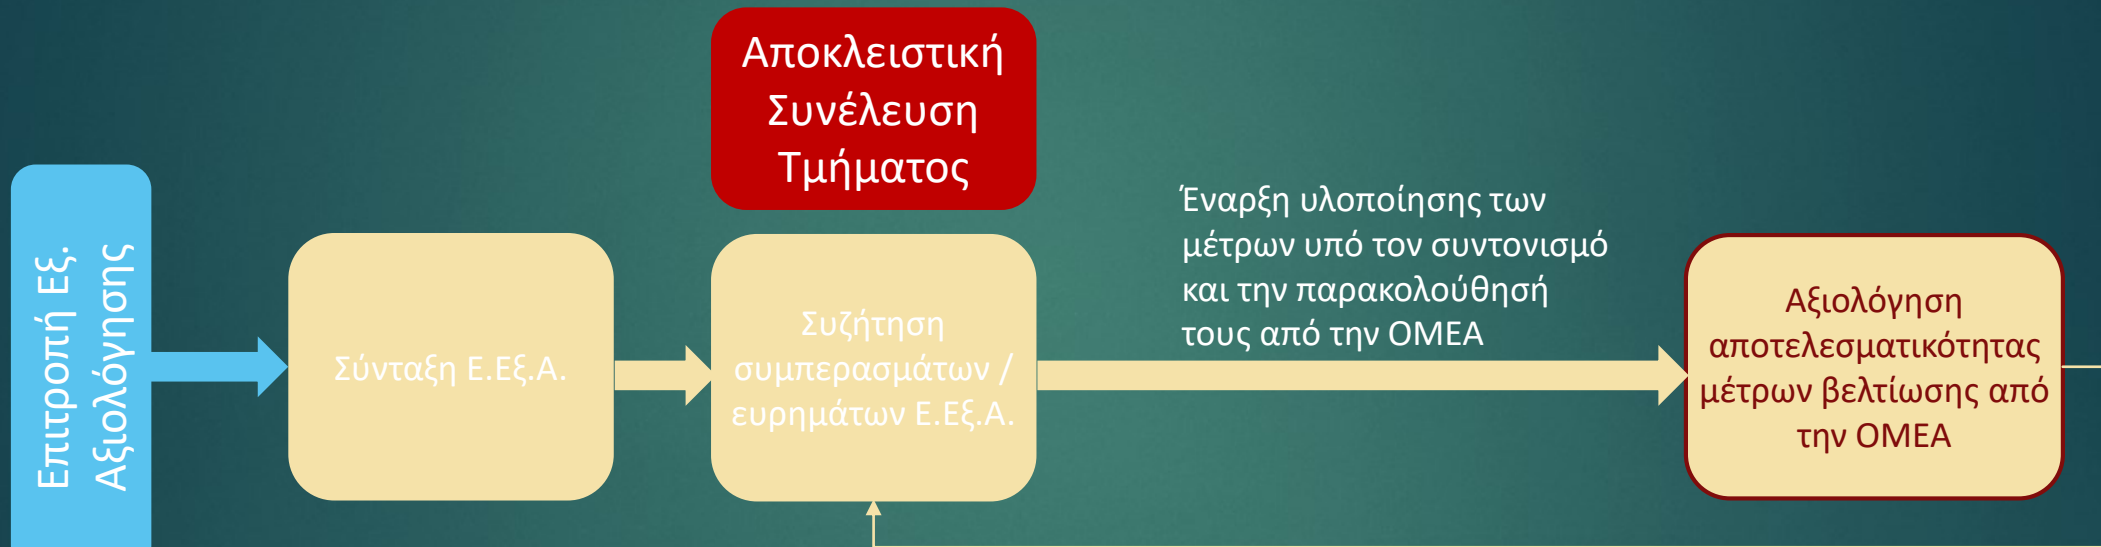 Αποκλειστική
Συνέλευση
Τμήματος
Επιτροπή Εξ.
Αξιολόγησης
Σύνταξη Ε.Εξ.Α.
Συζήτηση
συμπερασμάτων /
ευρημάτων Ε.Εξ.Α.
Έναρξη υλοποίησης των
μέτρων υπό τον συντονισμό
και την παρακολούθησή
τους από την ΟΜΕΑ
Αξιολόγηση
αποτελεσματικότητας
μέτρων βελτίωσης από
την ΟΜΕΑ